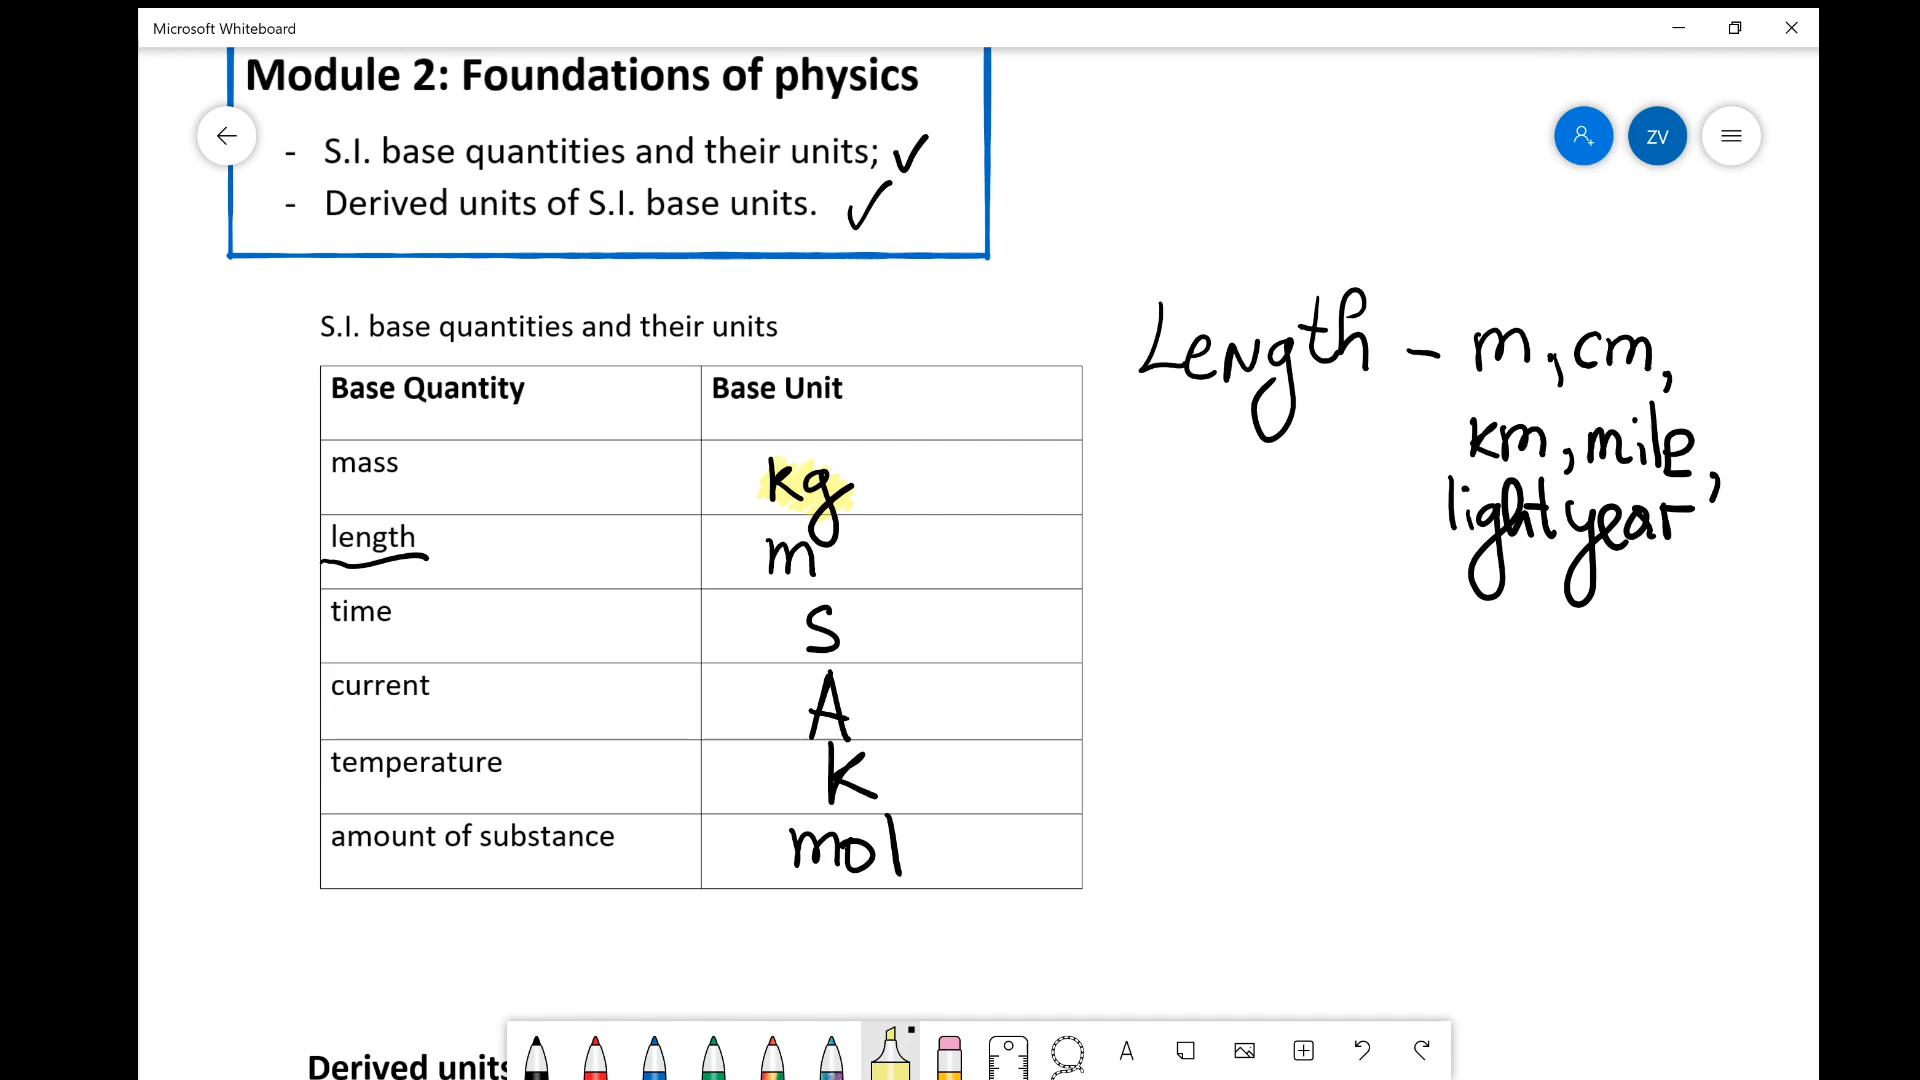 Microsoft Whiteboard
Module 2: Foundations of physics
- S.I. base quantities and their units; ✓
- Derived units of S.I. base units. ✓
ZV
S.I. base quantities and their units
Base Quantity Base Unit
mass kg
length m
time s
current A
temperature K
amount of substance mol
Length - m, cm,
km, mile,
light year
Derived units
A